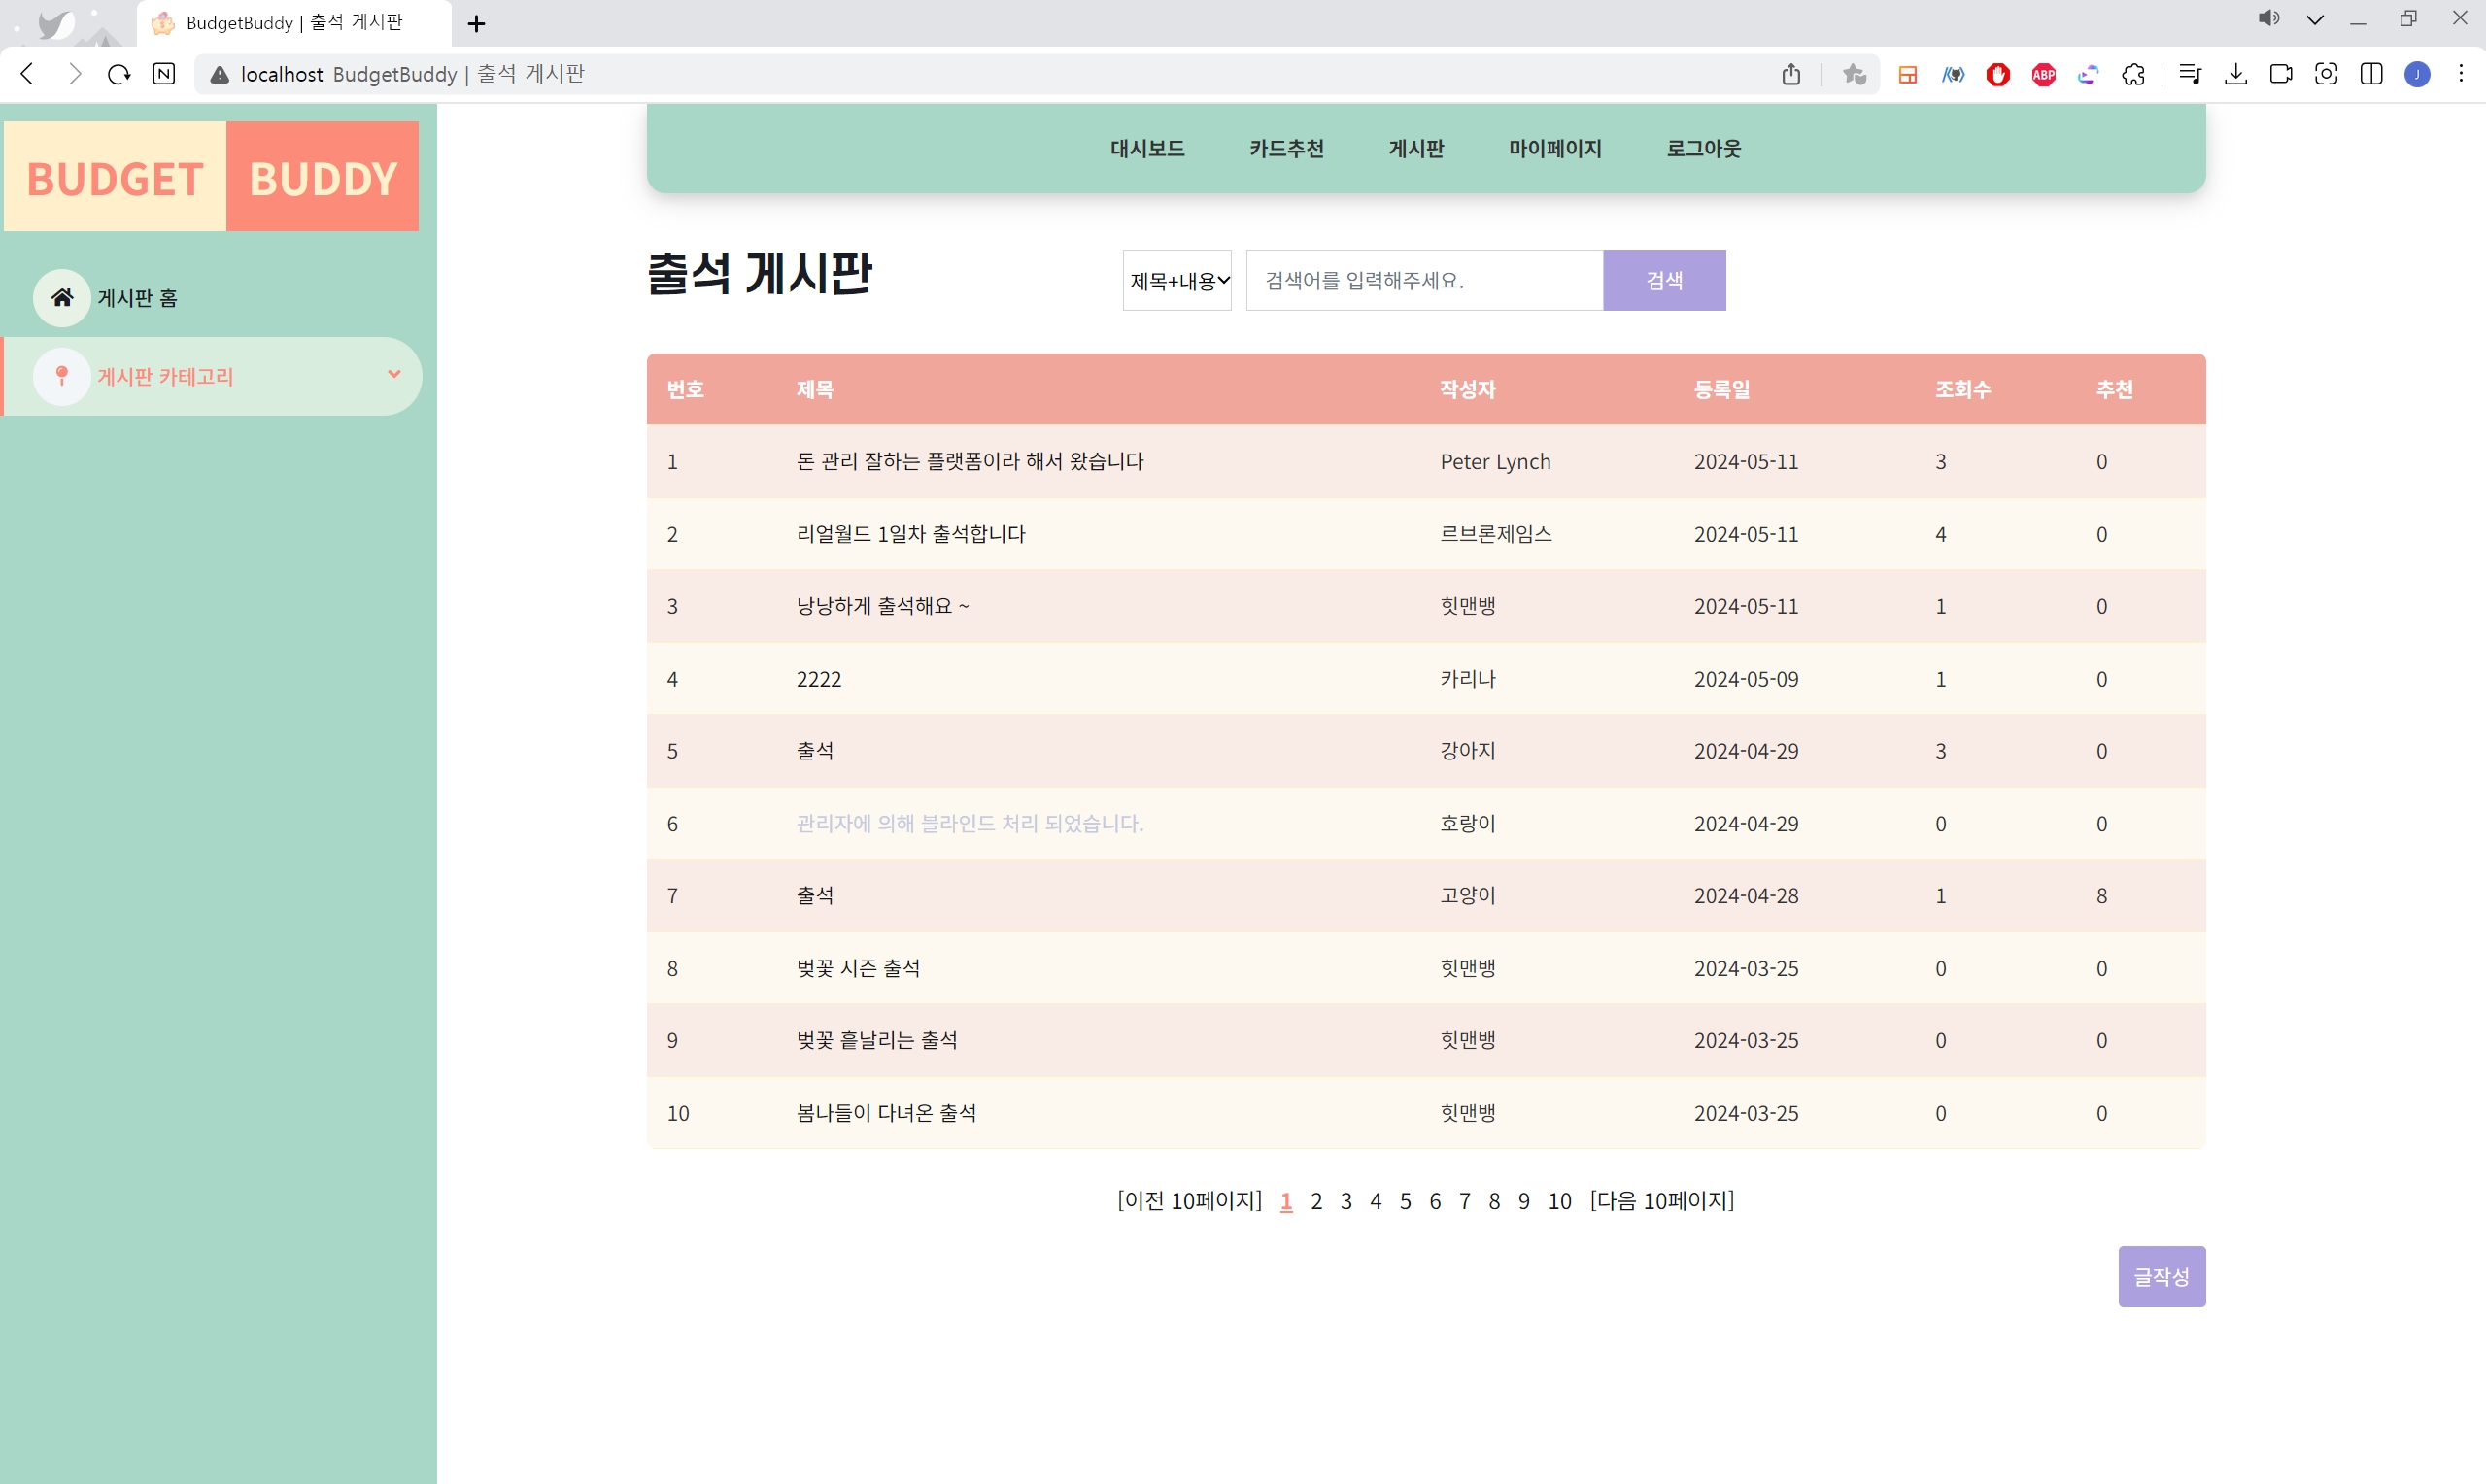 BudgetBuddy | 출석 게시판
localhost BudgetBuddy | 출석 게시판
ABP
J
BUDGET BUDDY
게시판 홈
게시판 카테고리
대시보드 카드추천 게시판 마이페이지 로그아웃
출석 게시판 제목+내용 검색어를 입력해주세요. 검색
번호 제목 작성자 등록일 조회수 추천
1 돈 관리 잘하는 플랫폼이라 해서 왔습니다 Peter Lynch 2024-05-11 3 0
2 리얼월드 1일차 출석합니다 르브론제임스 2024-05-11 4 0
3 낭낭하게 출석해요 ~ 힛맨뱅 2024-05-11 1 0
4 2222 카리나 2024-05-09 1 0
5 출석 강아지 2024-04-29 3 0
6 관리자에 의해 블라인드 처리 되었습니다. 호랑이 2024-04-29 0 0
7 출석 고양이 2024-04-28 1 8
8 벚꽃 시즌 출석 힛맨뱅 2024-03-25 0 0
9 벚꽃 흩날리는 출석 힛맨뱅 2024-03-25 0 0
10 봄나들이 다녀온 출석 힛맨뱅 2024-03-25 0 0
[이전 10페이지] 1 2 3 4 5 6 7 8 9 10 [다음 10페이지]
글작성